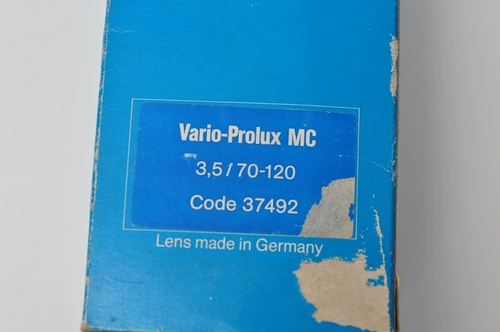 Vario-Prolux MC
3,5/70-120
Code 37492
Lens made in Germany